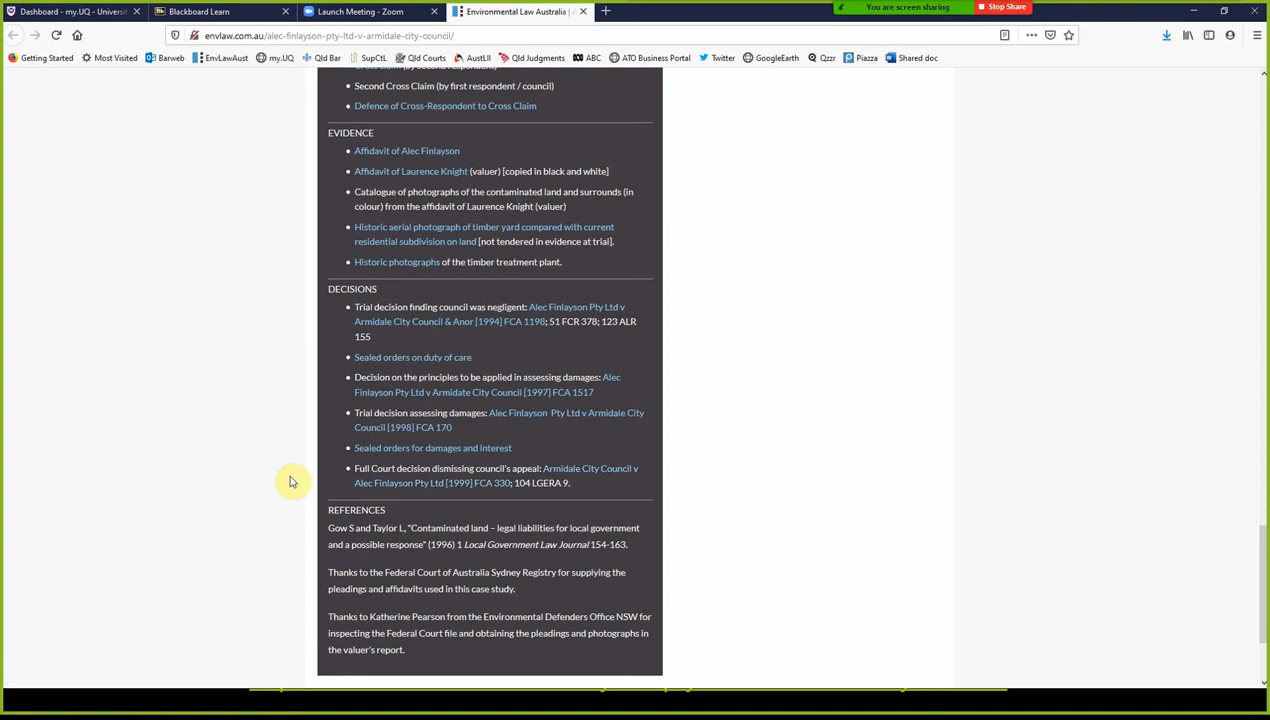 Dashboard - my.UQ - Universi
Blackboard Learn
Launch Meeting - Zoom
Environmental Law Australia | A
You are screen sharing
Stop Share
envlaw.com.au/alec-finlayson-pty-ltd-v-armidale-city-council/
Getting Started
Most Visited
Barweb
EnvLawAust
my.UQ
Qld Bar
SupCtL
Qld Courts
AustLII
Qld Judgments
ABC
ATO Business Portal
Twitter
GoogleEarth
Qzzr
Piazza
Shared doc
Second Cross Claim (by first respondent / council)
Defence of Cross-Respondent to Cross Claim
EVIDENCE
Affidavit of Alec Finlayson
Affidavit of Laurence Knight (valuer) [copied in black and white]
Catalogue of photographs of the contaminated land and surrounds (in
colour) from the affidavit of Laurence Knight (valuer)
Historic aerial photograph of timber yard compared with current
residential subdivision on land [not tendered in evidence at trial].
Historic photographs of the timber treatment plant.
DECISIONS
Trial decision finding council was negligent: Alec Finlayson Pty Ltd v
Armidale City Council & Anor [1994] FCA 1198; 51 FCR 378; 123 ALR
155
Sealed orders on duty of care
Decision on the principles to be applied in assessing damages: Alec
Finlayson Pty Ltd v Armidate City Council [1997] FCA 1517
Trial decision assessing damages: Alec Finlayson Pty Ltd v Armidale City
Council [1998] FCA 170
Sealed orders for damages and interest
Full Court decision dismissing council's appeal: Armidale City Council v
Alec Finlayson Pty Ltd [1999] FCA 330; 104 LGERA 9.
REFERENCES
Gow S and Taylor L, "Contaminated land – legal liabilities for local government
and a possible response" (1996) 1 Local Government Law Journal 154-163.
Thanks to the Federal Court of Australia Sydney Registry for supplying the
pleadings and affidavits used in this case study.
Thanks to Katherine Pearson from the Environmental Defenders Office NSW for
inspecting the Federal Court file and obtaining the pleadings and photographs in
the valuer's report.